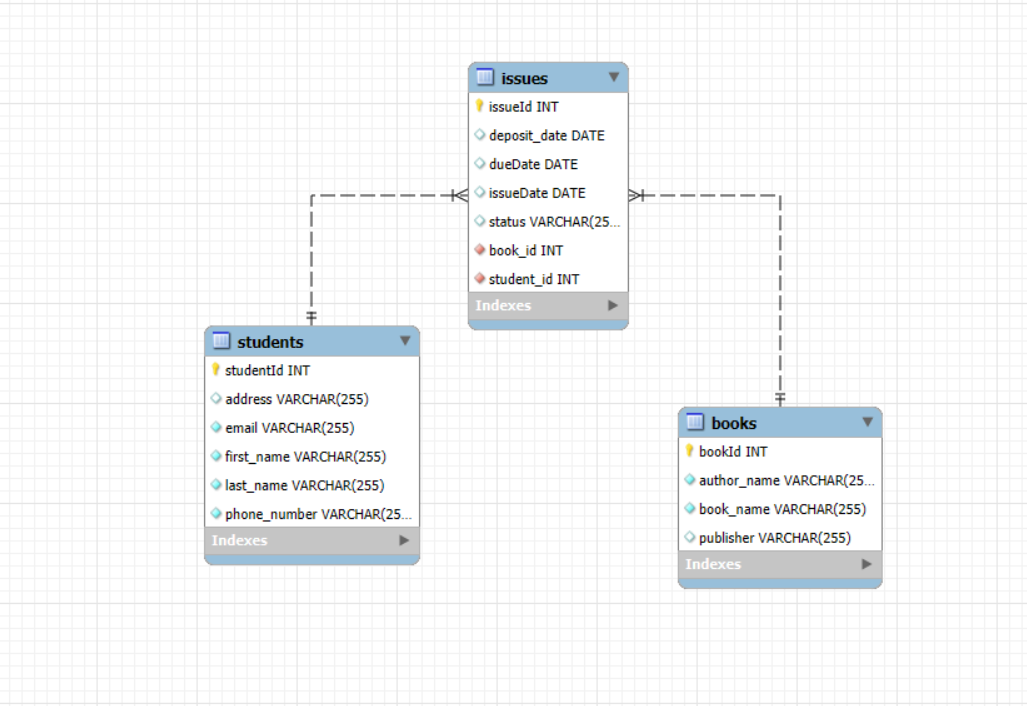 issues
issueId INT
deposit_date DATE
dueDate DATE
issueDate DATE
status VARCHAR(25...
book_id INT
student_id INT
Indexes
students
studentId INT
address VARCHAR(255)
email VARCHAR(255)
first_name VARCHAR(255)
last_name VARCHAR(255)
phone_number VARCHAR(25...
Indexes
books
bookId INT
author_name VARCHAR(25...
book_name VARCHAR(255)
publisher VARCHAR(255)
Indexes